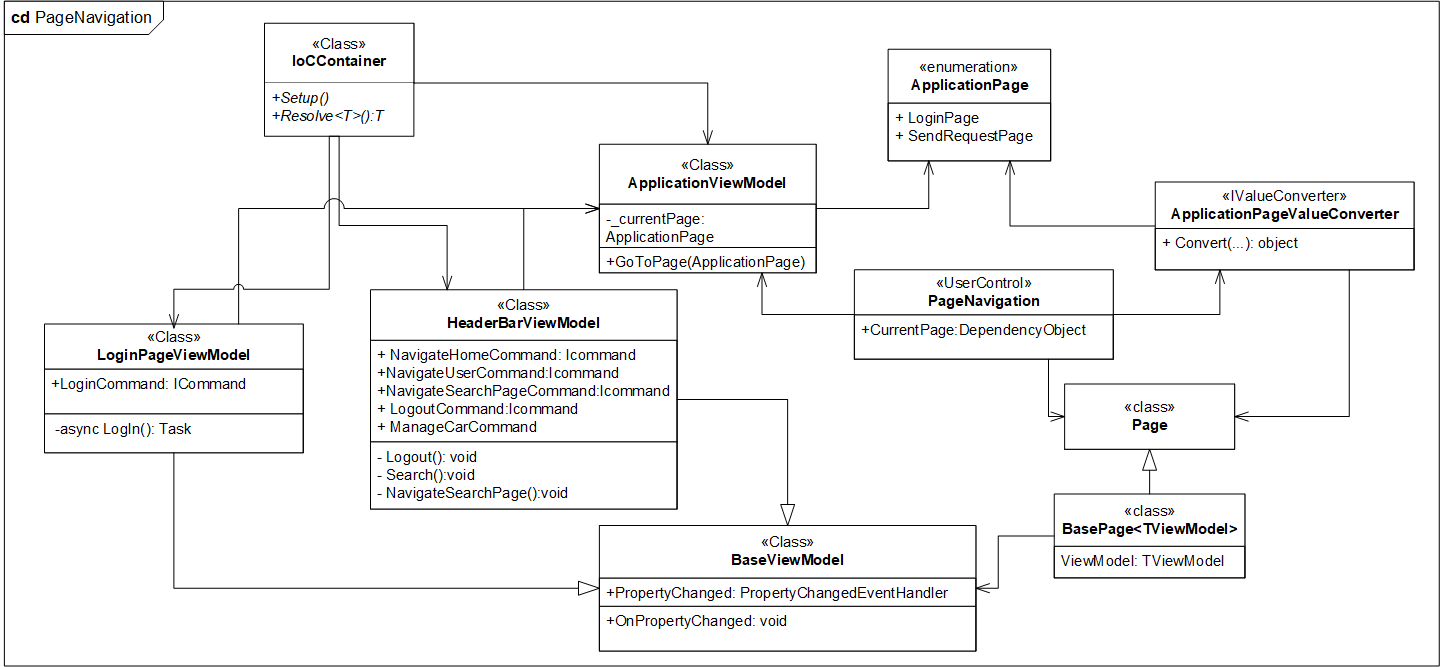 cd PageNavigation
«Class»
IoCContainer
+Setup()
+Resolve<T>():T
«enumeration»
ApplicationPage
+ LoginPage
+ SendRequestPage
«Class»
ApplicationViewModel
-_currentPage:
ApplicationPage
+GoToPage(ApplicationPage)
«IValueConverter»
ApplicationPageValueConverter
+ Convert(...): object
«UserControl»
PageNavigation
+CurrentPage:DependencyObject
«Class»
LoginPageViewModel
+LoginCommand: ICommand
-async LogIn(): Task
«Class»
HeaderBarViewModel
+ NavigateHomeCommand: Icommand
+NavigateUserCommand:Icommand
+NavigateSearchPageCommand:Icommand
+ LogoutCommand:Icommand
+ ManageCarCommand
- Logout(): void
- Search():void
- NavigateSearchPage():void
«class»
Page
«class»
BasePage<TViewModel>
ViewModel: TViewModel
«Class»
BaseViewModel
+PropertyChanged: PropertyChangedEventHandler
+OnPropertyChanged: void